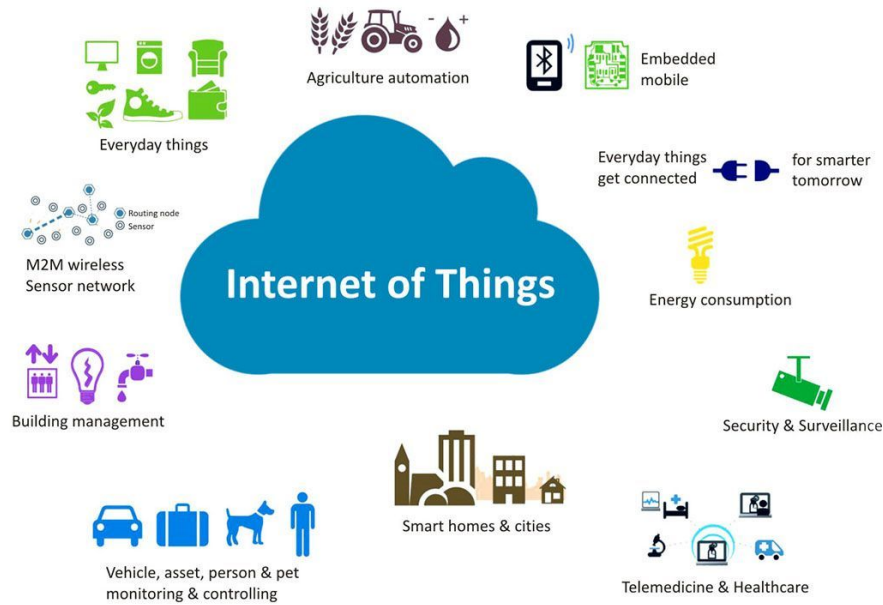 Agriculture automation
Embedded
mobile
Everyday things
Everyday things
get connected
for smarter
tomorrow
Routing node
Sensor
M2M wireless
Sensor network
Internet of Things
Energy consumption
Building management
Security & Surveillance
Smart homes & cities
Vehicle, asset, person & pet
monitoring & controlling
Telemedicine & Healthcare